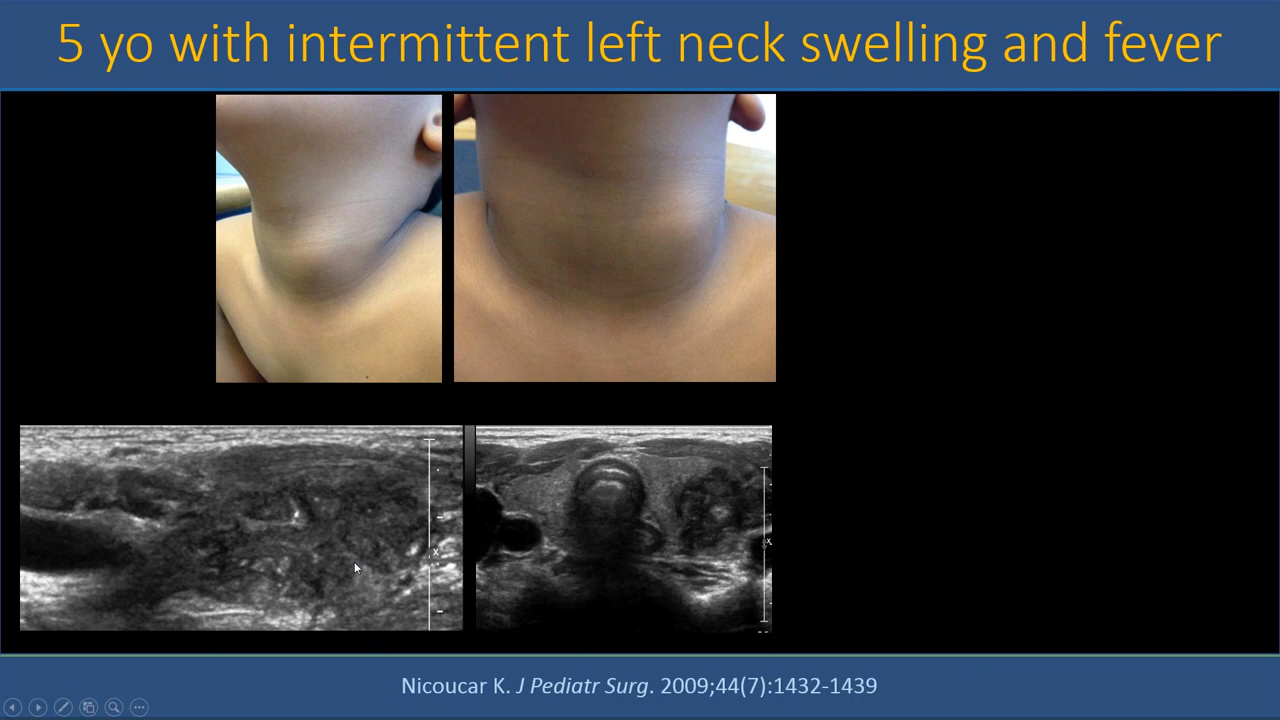 5 yo with intermittent left neck swelling and fever
Nicoucar K. J Pediatr Surg. 2009;44(7):1432-1439